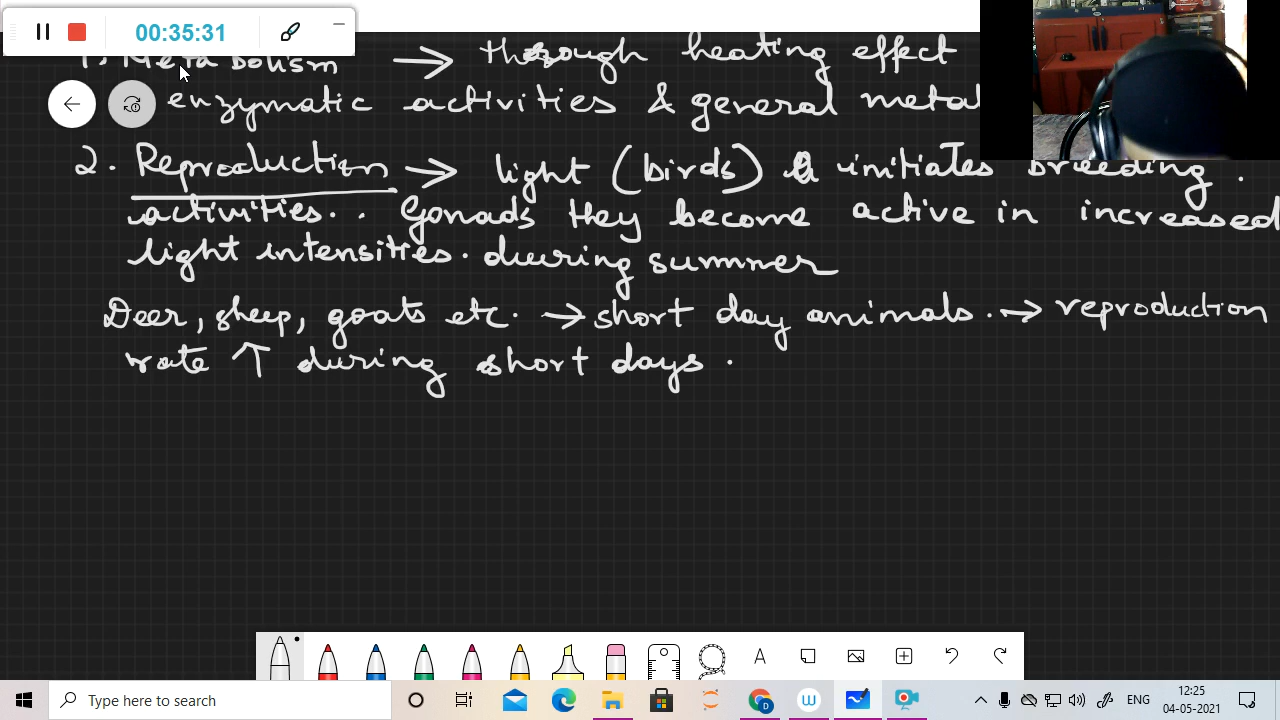 00:35:31
1. Metabolism → through heating effect
enzymatic activities & general metal
2. Reproduction → light (birds) initiates breeding.
activities.. Gonads they become active in increased
light intensities. during summer
Deer, sheep, goats etc. → short day animals. → reproduction
rate ↑ during short days.
A
Type here to search
ENG
12:25
04-05-2021